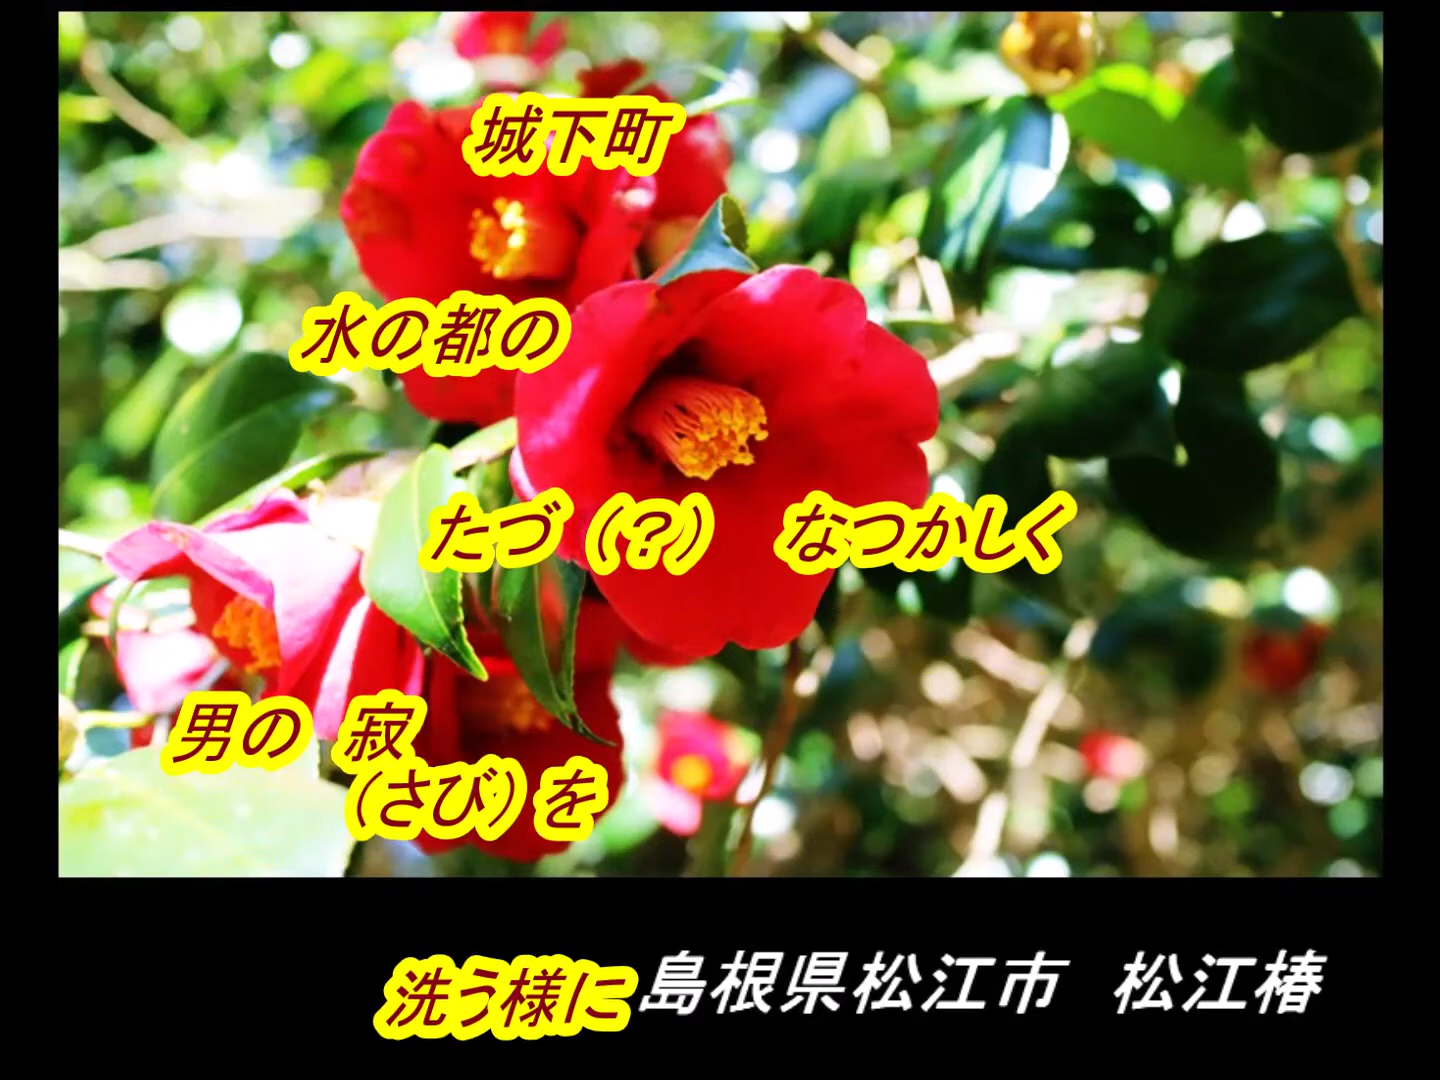 城下町
水の都の
たづ（？）　なつかしく
男の　寂
（さび）を
洗う様に
島根県松江市　松江椿